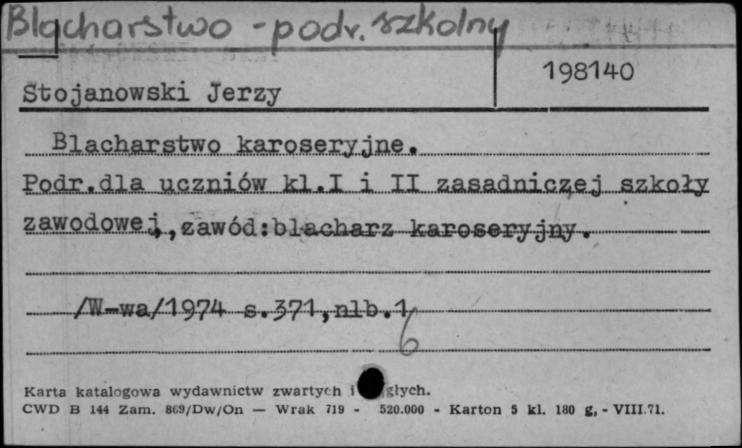 Blacharstwo - podr. szkolny
198140
Stojanowski Jerzy
Blacharstwo karoseryjne.
Podr.dla uczniów kl.I i II zasadniczej szkoły
zawodowej,,zawód:blacharz karoseryjny.
/W-wa/1974 s.371,nlb.1
6
Karta katalogowa wydawnictw zwartych i
CWD B 144 Zam. 869/Dw/On — Wrak 719 - 520.000 - Karton 5 kl. 180 g, - VIII.71.